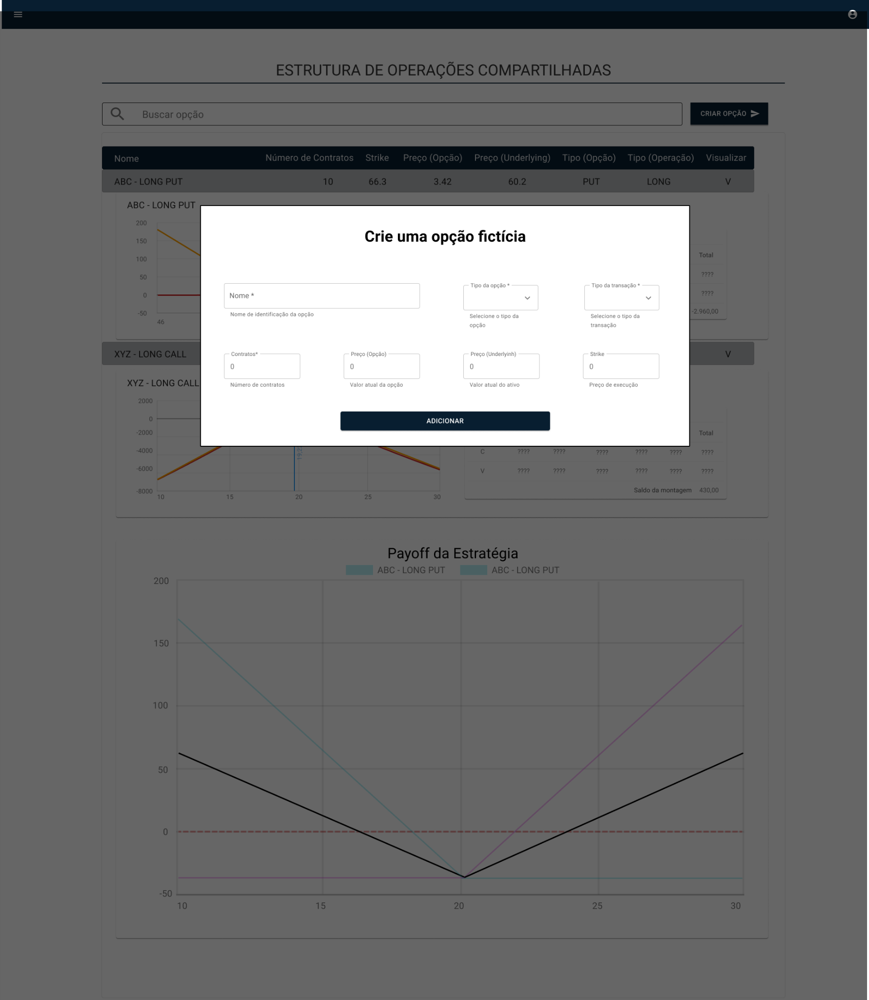 ESTRUTURA DE OPERAÇÕES COMPARTILHADAS
Buscar opção
CRIAR OPÇÃO
Nome Número de Contratos Strike Preço (Opção) Preço (Underlying) Tipo (Opção) Tipo (Operação) Visualizar
ABC - LONG PUT 10 66.3 3.42 60.2 PUT LONG V
ABC - LONG PUT
200
150
100
50
0
-50
46
Total
????
????
-2.960,00
Crie uma opção fictícia
Nome *
Nome de identificação da opção
Tipo da opção *
Selecione o tipo da
opção
Tipo da transação *
Selecione o tipo da
transação
Contratos*
0
Número de contratos
Preço (Opção)
0
Valor atual da opção
Preço (Underlyinh)
0
Valor atual do ativo
Strike
0
Preço de execução
ADICIONAR
XYZ - LONG CALL V
XYZ - LONG CALL
2000
0
-2000
-4000
-6000
-8000
10 15 20 25 30
Total
C ???? ???? ???? ???? ???? ????
V ???? ???? ???? ???? ???? ????
Saldo da montagem 430,00
Payoff da Estratégia
ABC - LONG PUT ABC - LONG PUT
200
150
100
50
0
-50
10 15 20 25 30